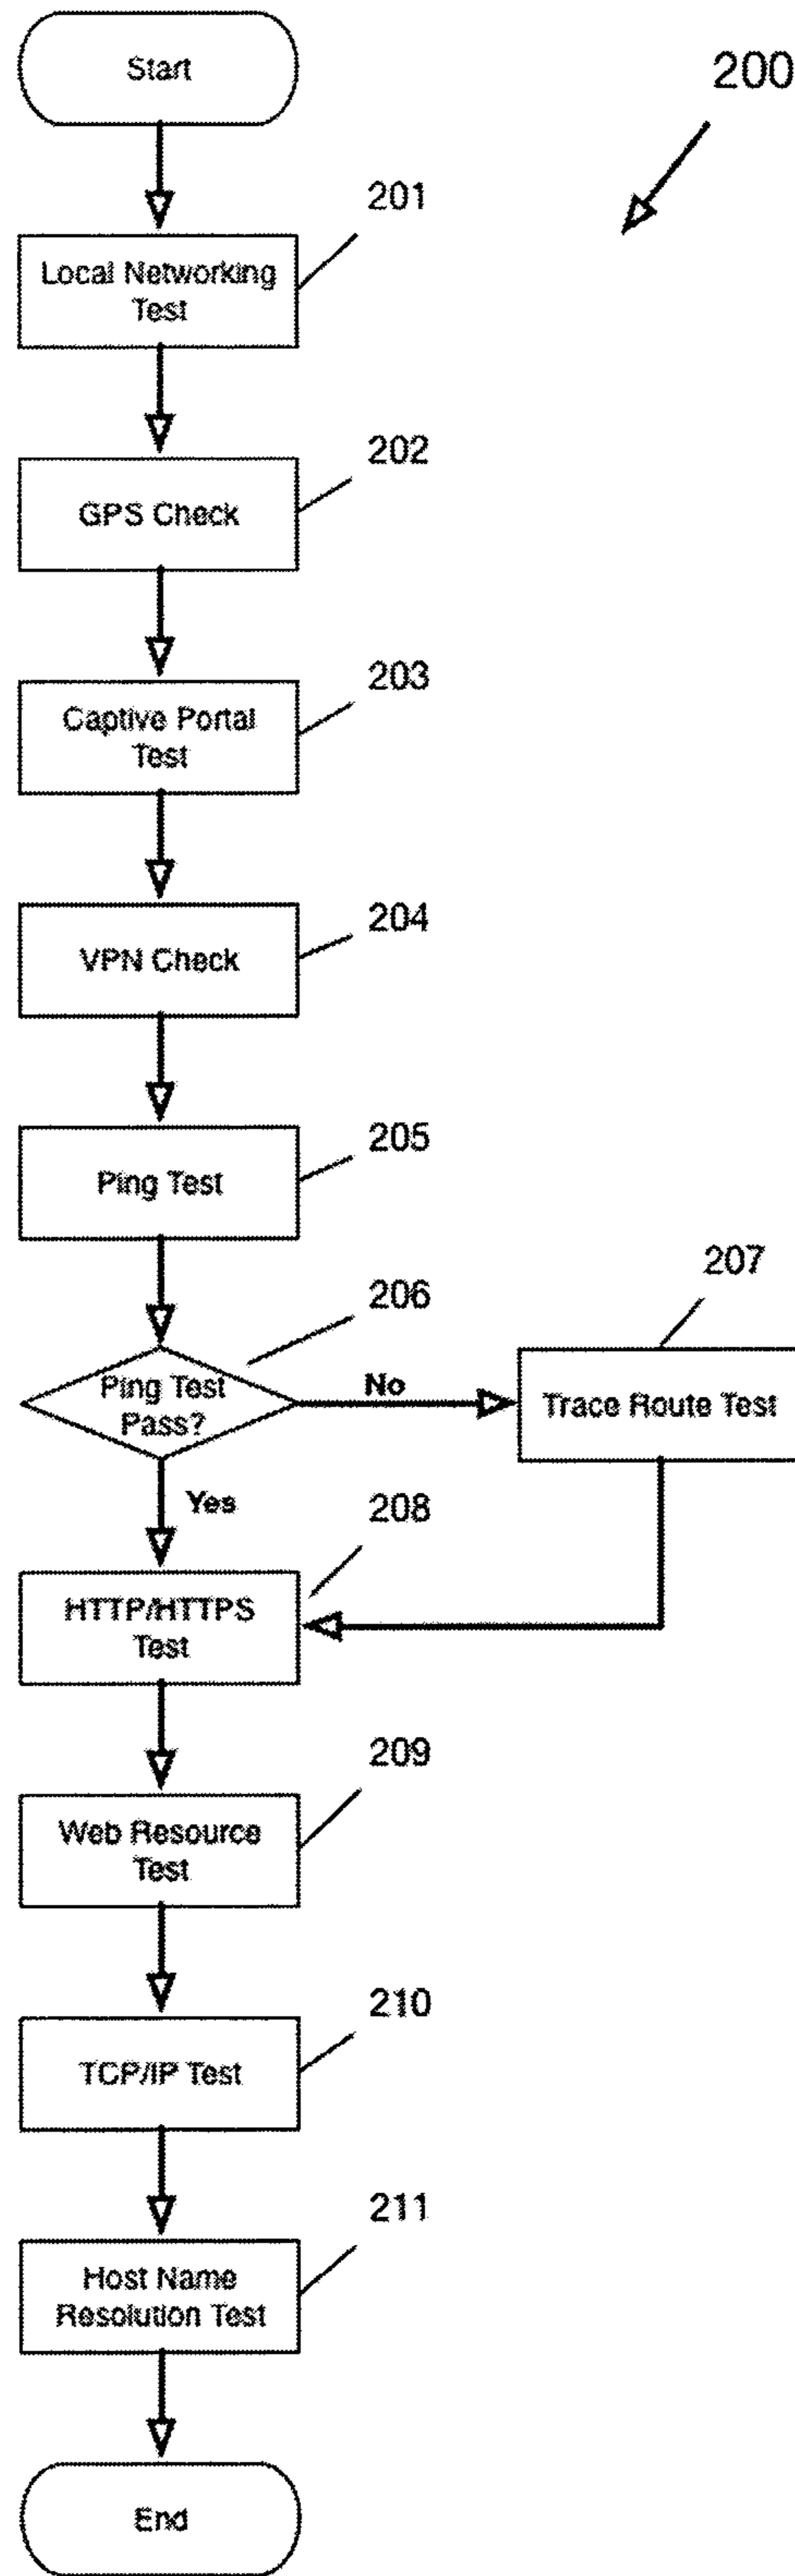 Start
200
201
Local Networking
Test
202
GPS Check
203
Captive Portal
Test
204
VPN Check
205
Ping Test
206
Ping Test
Pass?
No
207
Trace Route Test
Yes
208
HTTP/HTTPS
Test
209
Web Resource
Test
210
TCP/IP Test
211
Host Name
Resolution Test
End